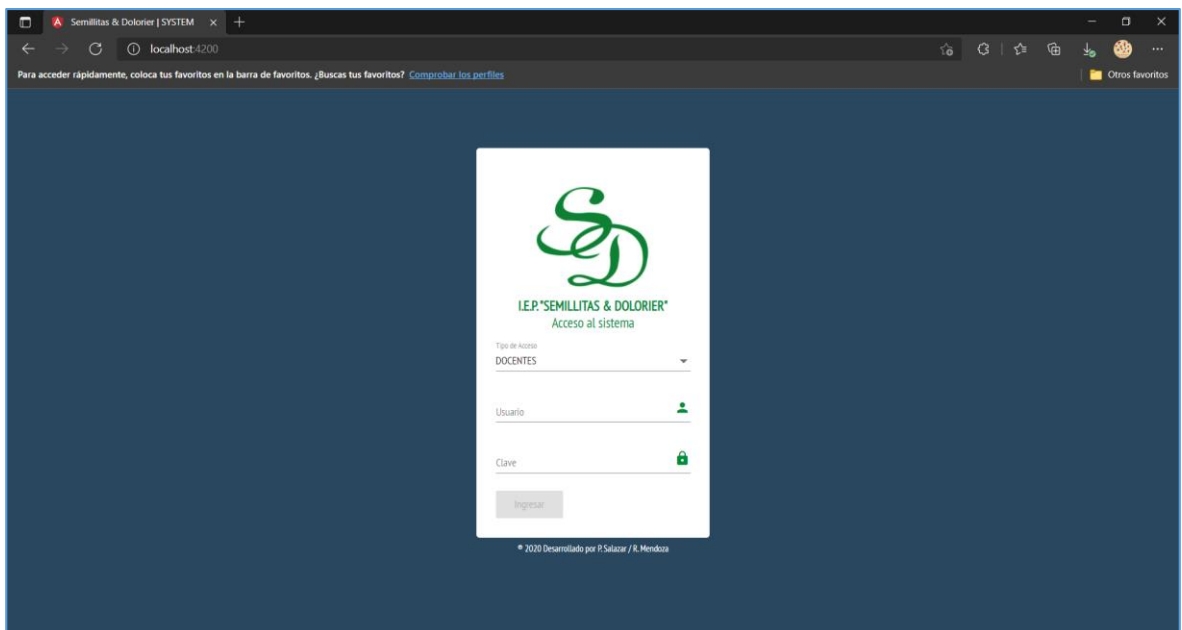 Semillitas & Dolorier | SYSTEM
localhost:4200
Para acceder rápidamente, coloca tus favoritos en la barra de favoritos. ¿Buscas tus favoritos? Comprobar los perfiles
Otros favoritos
SD
I.E.P. "SEMILLITAS & DOLORIER"
Acceso al sistema
Tipo de Acceso
DOCENTES
Usuario
Clave
Ingresar
® 2020 Desarrollado por P. Salazar / R. Mendoza